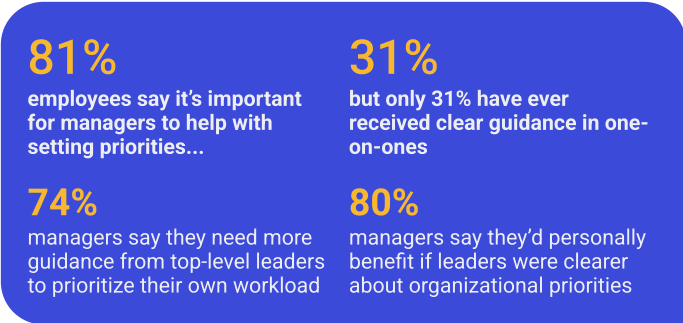 81%
employees say it's important
for managers to help with
setting priorities...
31%
but only 31% have ever
received clear guidance in one-
on-ones
74%
managers say they need more
guidance from top-level leaders
to prioritize their own workload
80%
managers say they'd personally
benefit if leaders were clearer
about organizational priorities